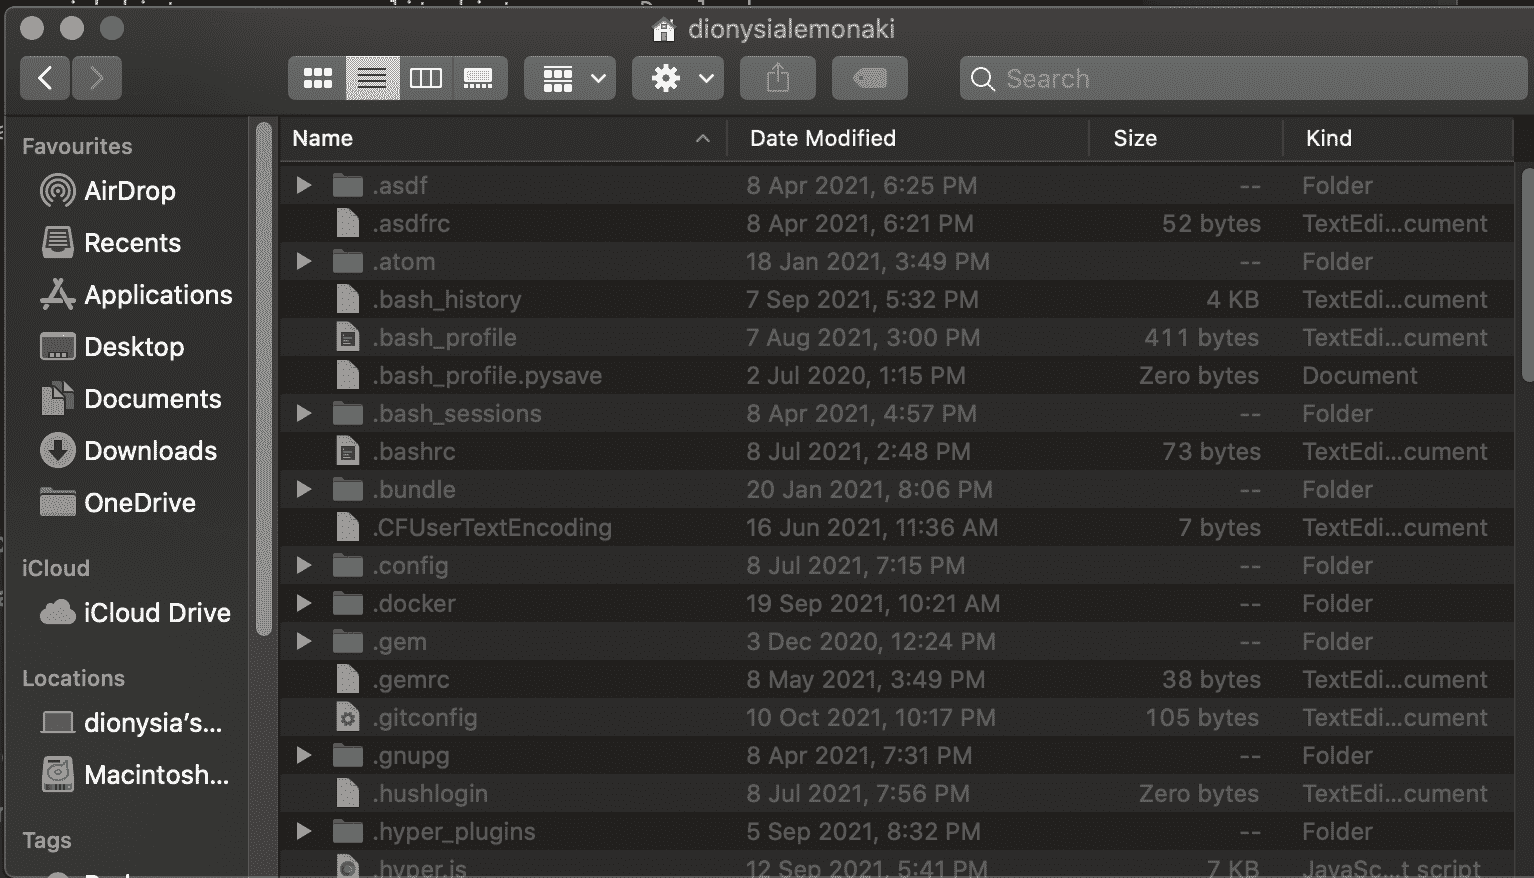 dionysialemonaki
Search
Favourites
AirDrop
Recents
Applications
Desktop
Documents
Downloads
OneDrive
iCloud
iCloud Drive
Locations
dionysia's...
Macintosh...
Tags
Name Date Modified Size Kind
.asdf 8 Apr 2021, 6:25 PM -- Folder
.asdfrc 8 Apr 2021, 6:21 PM 52 bytes TextEdi...cument
.atom 18 Jan 2021, 3:49 PM -- Folder
.bash_history 7 Sep 2021, 5:32 PM 4 KB TextEdi...cument
.bash_profile 7 Aug 2021, 3:00 PM 411 bytes TextEdi...cument
.bash_profile.pysave 2 Jul 2020, 1:15 PM Zero bytes Document
.bash_sessions 8 Apr 2021, 4:57 PM -- Folder
.bashrc 8 Jul 2021, 2:48 PM 73 bytes TextEdi...cument
.bundle 20 Jan 2021, 8:06 PM -- Folder
.CFUserTextEncoding 16 Jun 2021, 11:36 AM 7 bytes TextEdi...cument
.config 8 Jul 2021, 7:15 PM -- Folder
.docker 19 Sep 2021, 10:21 AM -- Folder
.gem 3 Dec 2020, 12:24 PM -- Folder
.gemrc 8 May 2021, 3:49 PM 38 bytes TextEdi...cument
.gitconfig 10 Oct 2021, 10:17 PM 105 bytes TextEdi...cument
.gnupg 8 Apr 2021, 7:31 PM -- Folder
.hushlogin 8 Jul 2021, 7:56 PM Zero bytes TextEdi...cument
.hyper_plugins 5 Sep 2021, 8:32 PM -- Folder
.hyper.js 12 Sep 2021, 5:41 PM 7 KB JavaSc...t script